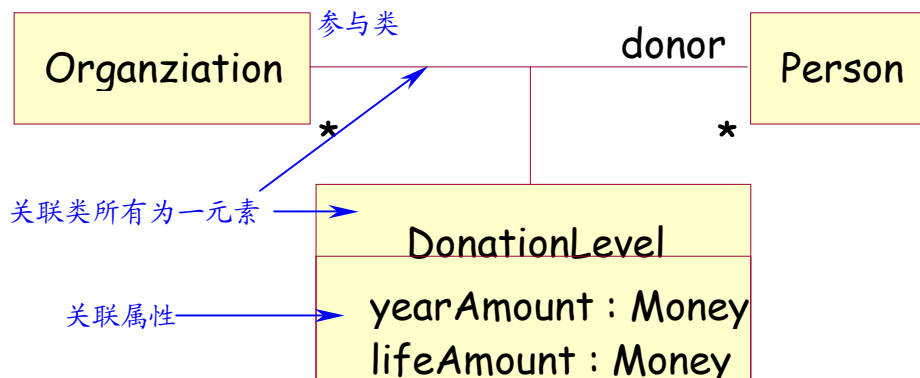 参与类
Organziation
donor
Person
*
*
关联类所有为一元素
DonationLevel
关联属性
yearAmount : Money
lifeAmount : Money